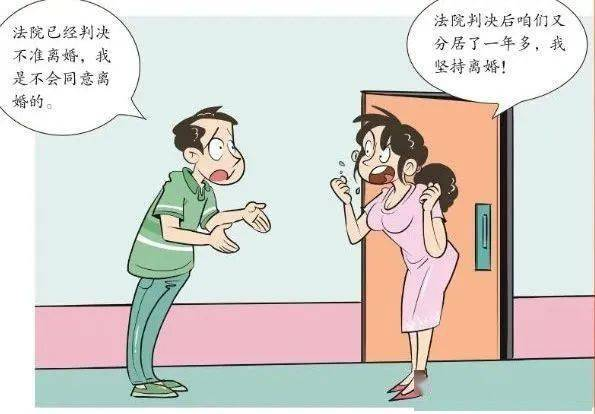 法院已经判决
不准离婚，我
是不会同意离
婚的。
法院判决后咱们又
分居了一年多，我
坚持离婚！